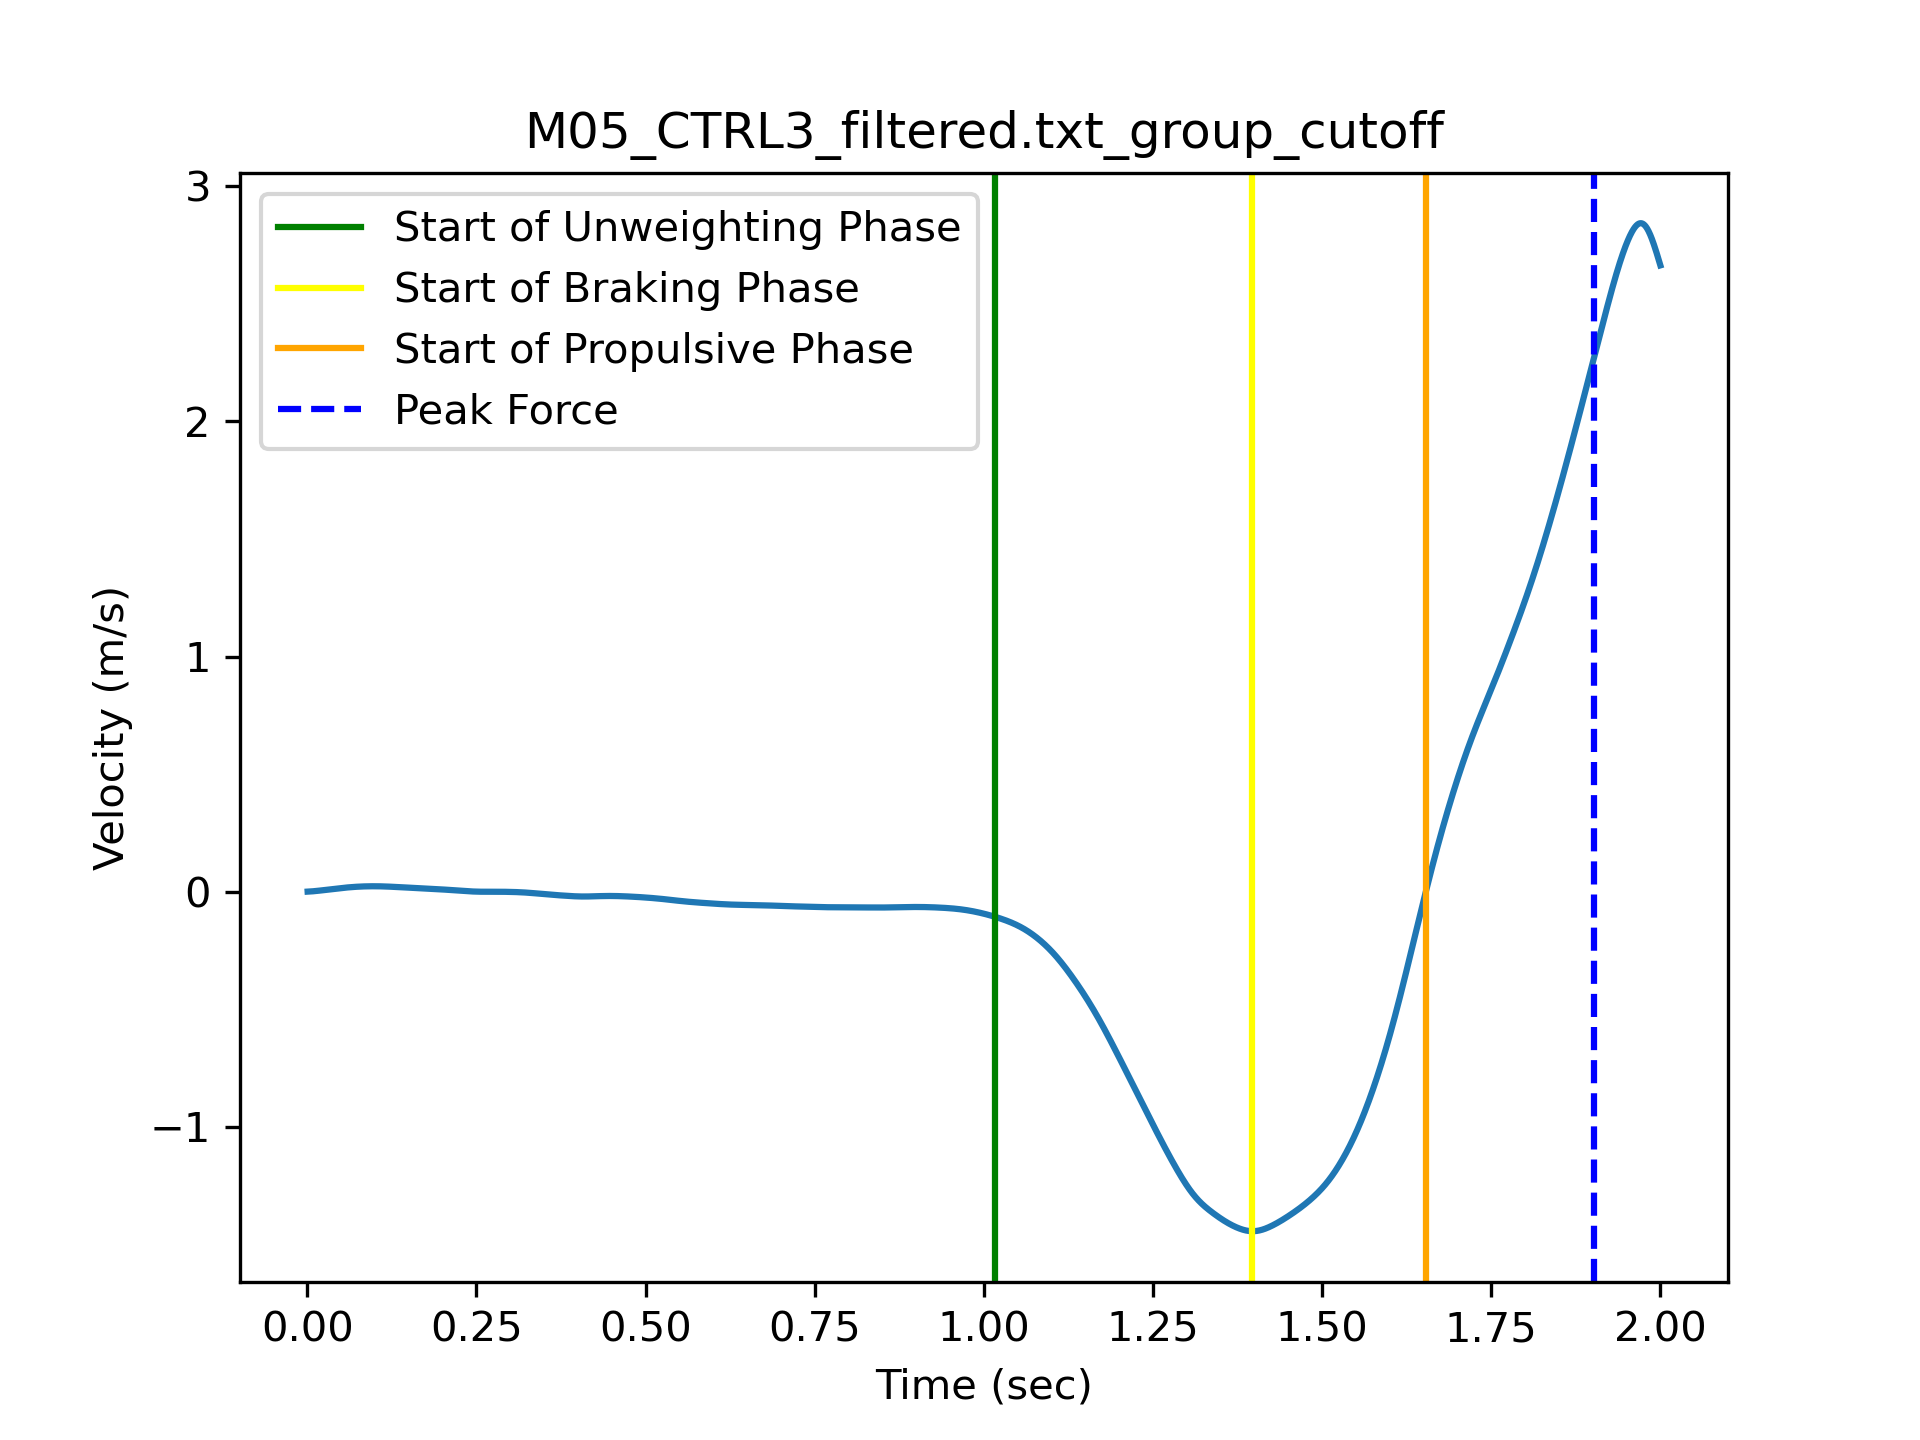 M05_CTRL3_filtered.txt_group_cutoff
Start of Unweighting Phase
Start of Braking Phase
Start of Propulsive Phase
Peak Force
Velocity (m/s)
3
2
1
0
−1
0.00 0.25 0.50 0.75 1.00 1.25 1.50 1.75 2.00
Time (sec)